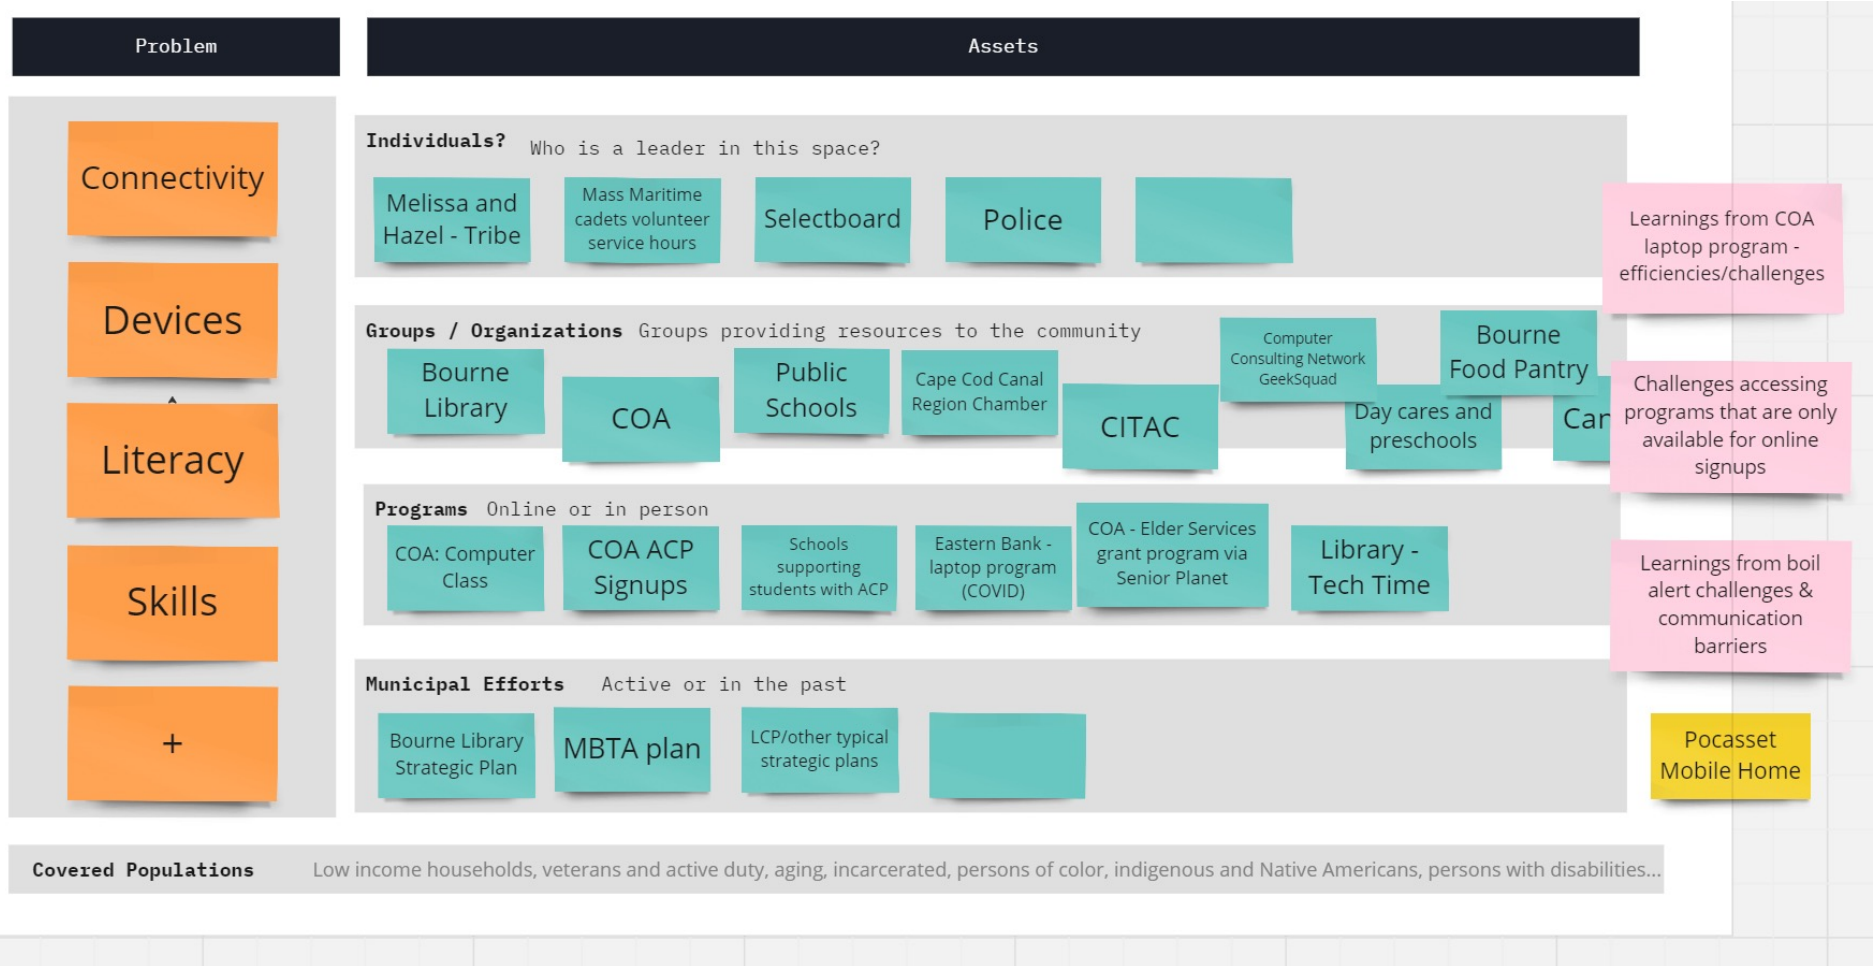 Problem
Assets
Connectivity
Devices
Literacy
Skills
+
Individuals? Who is a leader in this space?
Melissa and
Hazel - Tribe
Mass Maritime
cadets volunteer
service hours
Selectboard
Police
Groups / Organizations Groups providing resources to the community
Bourne
Library
COA
Public
Schools
Cape Cod Canal
Region Chamber
CITAC
Computer
Consulting Network
GeekSquad
Day cares and
preschools
Bourne
Food Pantry
Programs Online or in person
COA: Computer
Class
COA ACP
Signups
Schools
supporting
students with ACP
Eastern Bank -
laptop program
(COVID)
COA - Elder Services
grant program via
Senior Planet
Library -
Tech Time
Municipal Efforts Active or in the past
Bourne Library
Strategic Plan
MBTA plan
LCP/other typical
strategic plans
Learnings from COA
laptop program -
efficiencies/challenges
Challenges accessing
programs that are only
available for online
signups
Learnings from boil
alert challenges &
communication
barriers
Pocasset
Mobile Home
Covered Populations Low income households, veterans and active duty, aging, incarcerated, persons of color, indigenous and Native Americans, persons with disabilities...